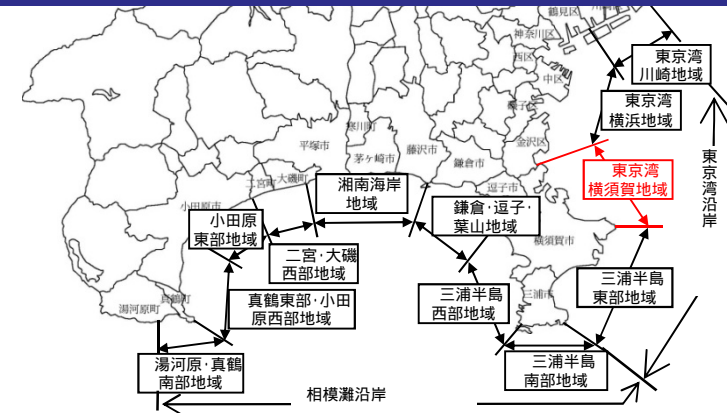 鶴見区
神奈川区
西区
中区
磯子区
金沢区
東京湾
川崎地域
東京湾
横浜地域
東京湾沿岸
東京湾
横須賀地域
寒川町
平塚市
茅ケ崎市
藤沢市
鎌倉市
逗子市
二宮町
大磯町
小田原市
湘南海岸
地域
鎌倉・逗子・
葉山地域
小田原
東部地域
横須賀市
二宮・大磯
西部地域
三浦半島
東部地域
三浦半島
西部地域
三浦市
真鶴町
湯河原町
真鶴東部・小田
原西部地域
湯河原・真鶴
南部地域
三浦半島
南部地域
相模灘沿岸